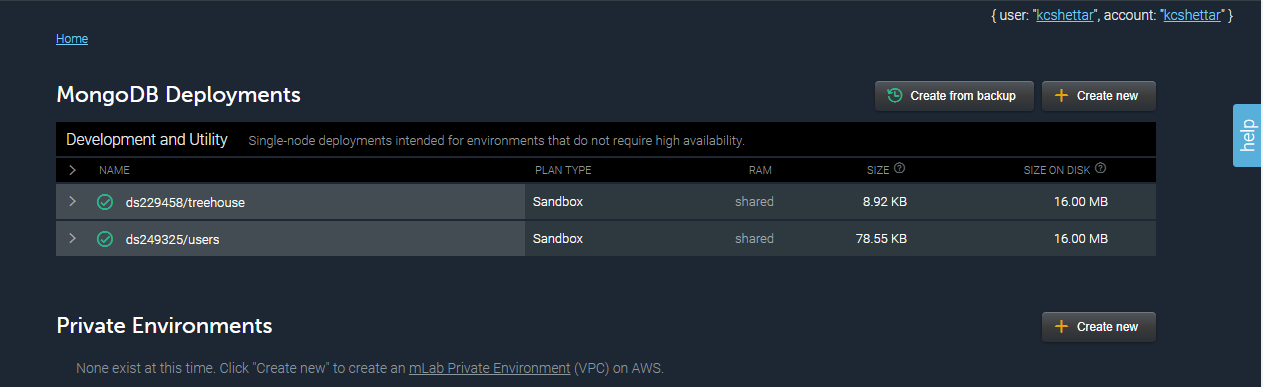 { user: "kcshettar", account: "kcshettar" }
Home
MongoDB Deployments
Create from backup
Create new
Development and Utility Single-node deployments intended for environments that do not require high availability.
NAME PLAN TYPE RAM SIZE SIZE ON DISK
ds229458/treehouse Sandbox shared 8.92 KB 16.00 MB
ds249325/users Sandbox shared 78.55 KB 16.00 MB
help
Private Environments
Create new
None exist at this time. Click "Create new" to create an mLab Private Environment (VPC) on AWS.